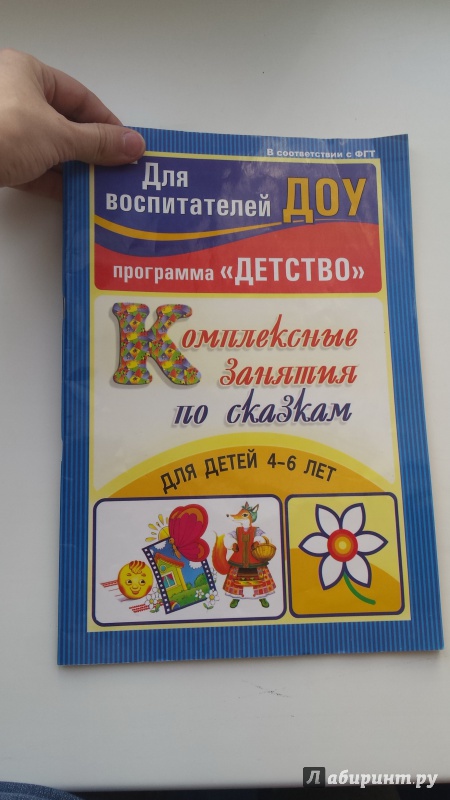 В соответствии с ФГТ
Для
воспитателей ДОУ
программа «ДЕТСТВО»
Комплексные
занятия
по сказкам
ДЛЯ ДЕТЕЙ 4-6 ЛЕТ
Лабиринт.ру